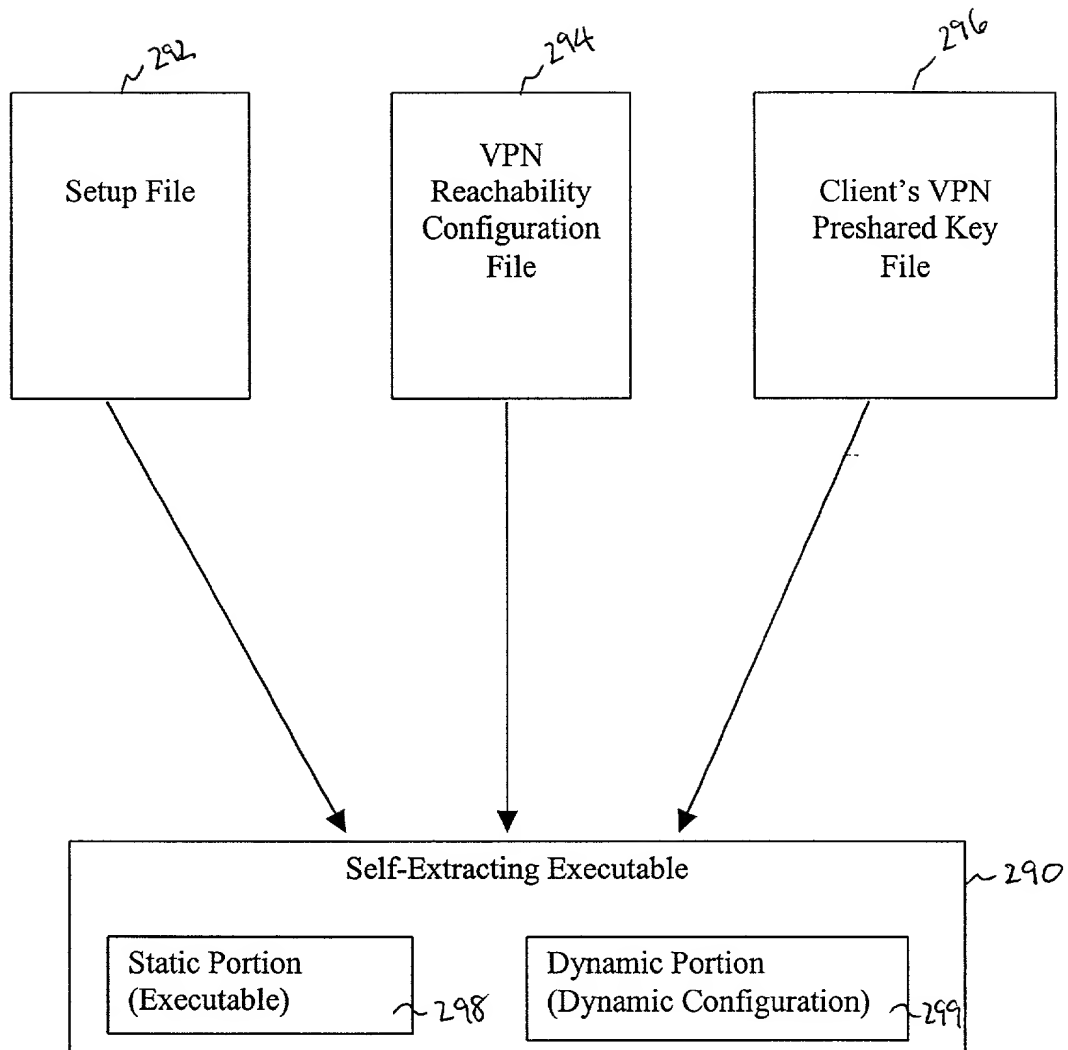 292
294
296
Setup File
VPN
Reachability
Configuration
File
Client's VPN
Preshared Key
File
Self-Extracting Executable
290
Static Portion
(Executable)
298
Dynamic Portion
(Dynamic Configuration)
299